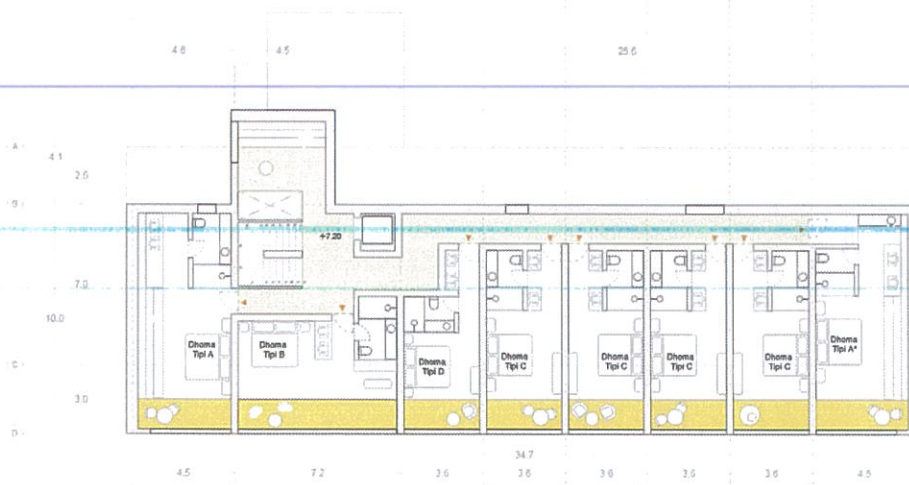 4.6 4.5 25.6
A
4.1
2.6
B
+7.20
7.0
10.0
Dhoma
Tipi A
Dhoma
Tipi B
Dhoma
Tipi D
Dhoma
Tipi C
Dhoma
Tipi C
Dhoma
Tipi C
Dhoma
Tipi C
Dhoma
Tipi A*
C
3.0
D
34.7
4.5 7.2 3.6 3.6 3.6 3.6 3.6 4.5